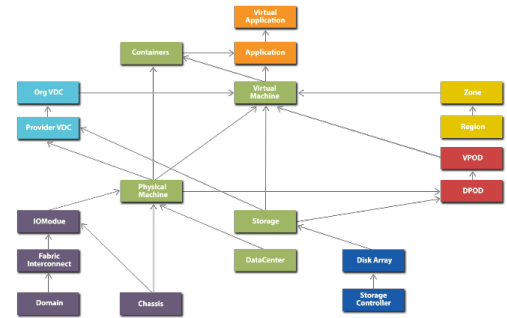 Virtual
Application
Containers
Application
Org VDC
Virtual
Machine
Zone
Provider VDC
Region
VPOD
Physical
Machine
DPOD
IOModue
Storage
Fabric
Interconnect
DataCenter
Disk Array
Domain
Chassis
Storage
Controller